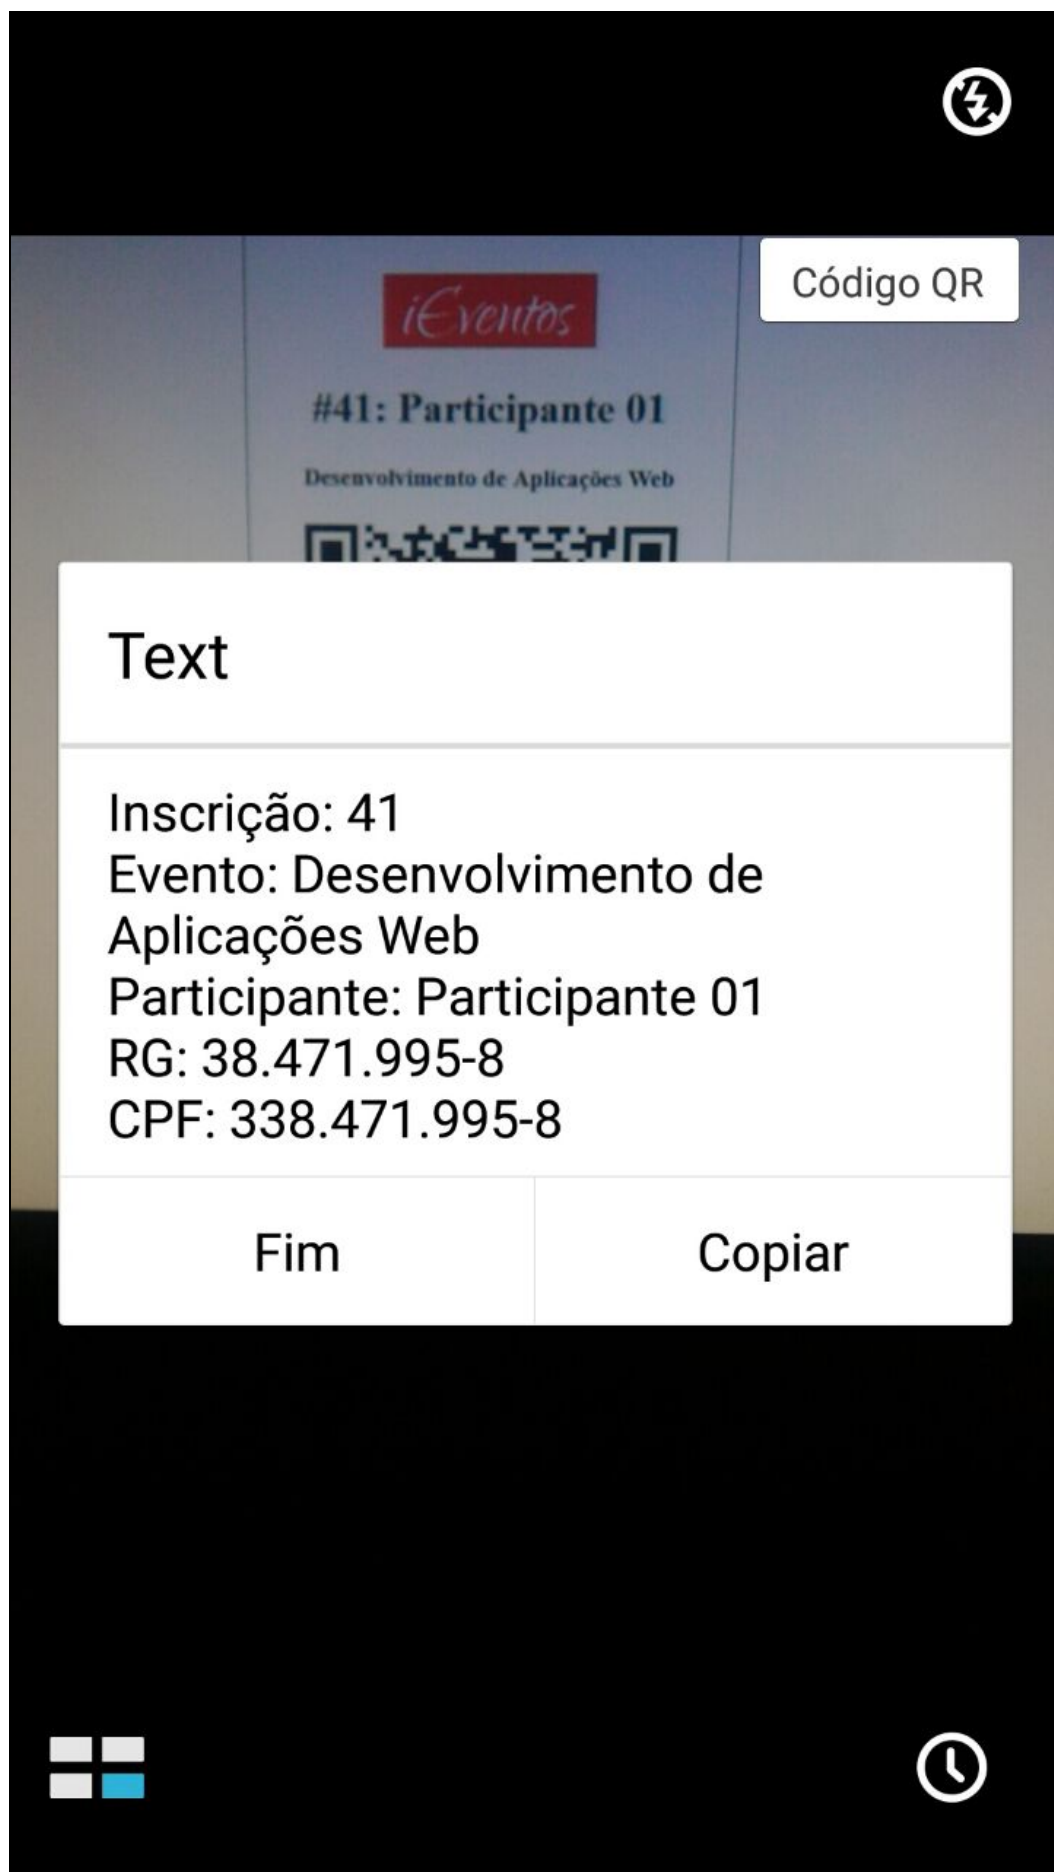 Código QR
iEventos
#41: Participante 01
Desenvolvimento de Aplicações Web
Text
Inscrição: 41
Evento: Desenvolvimento de
Aplicações Web
Participante: Participante 01
RG: 38.471.995-8
CPF: 338.471.995-8
Fim
Copiar